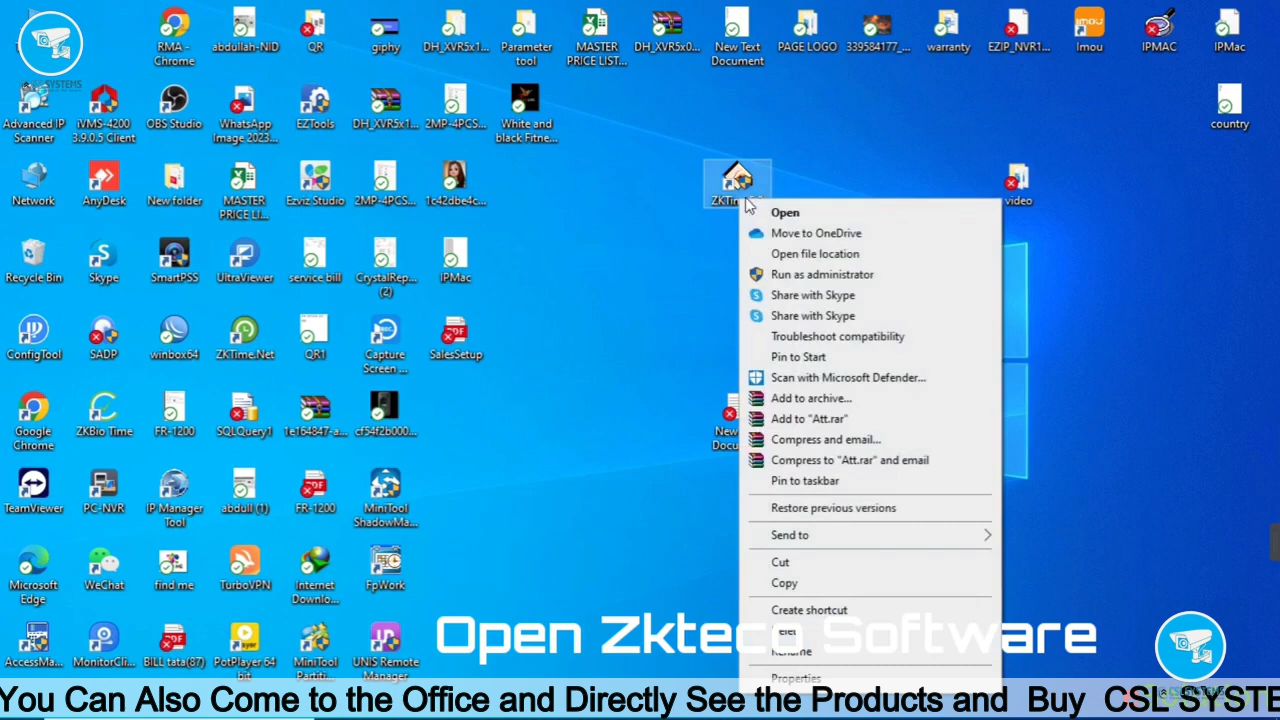 RMA -
Chrome
abdullah-NID
QR
giphy
DH_XVR5x1...
Parameter
tool
MASTER
PRICE LIST...
DH_XVR5x0...
New Text
Document
PAGE LOGO
339584177_...
warranty
EZIP_NVR1...
Imou
IPMAC
IPMac
Advanced IP
Scanner
iVMS-4200
3.9.0.5 Client
OBS Studio
WhatsApp
Image 2023...
EZTools
DH_XVR5x1...
2MP-4PCS...
White and
black Fitne...
country
Network
AnyDesk
New folder
MASTER
PRICE LI...
Ezviz Studio
2MP-4PCS...
1c42dbe4c...
video
Recycle Bin
Skype
SmartPSS
UltraViewer
service bill
CrystalRep...
(2)
IPMac
ConfigTool
SADP
winbox64
ZKTime.Net
QR1
Capture
Screen ...
SalesSetup
Google
Chrome
ZKBio Time
FR-1200
SQLQuery1
1e164847-a...
cf54f2b000...
New
Docu
TeamViewer
PC-NVR
IP Manager
Tool
abdull (1)
FR-1200
MiniTool
ShadowMa...
Microsoft
Edge
WeChat
find me
TurboVPN
Internet
Downlo...
FpWork
AccessMa...
MonitorCli...
BILL tata(87)
PotPlayer 64
bit
MiniTool
Partiti...
UNIS Remote
Manager
Open
Move to OneDrive
Open file location
Run as administrator
Share with Skype
Share with Skype
Troubleshoot compatibility
Pin to Start
Scan with Microsoft Defender...
Add to archive...
Add to "Att.rar"
Compress and email...
Compress to "Att.rar" and email
Pin to taskbar
Restore previous versions
Send to
Cut
Copy
Create shortcut
Rename
Properties
Open Zkteco Software
You Can Also Come to the Office and Directly See the Products and Buy CSL SYSTE